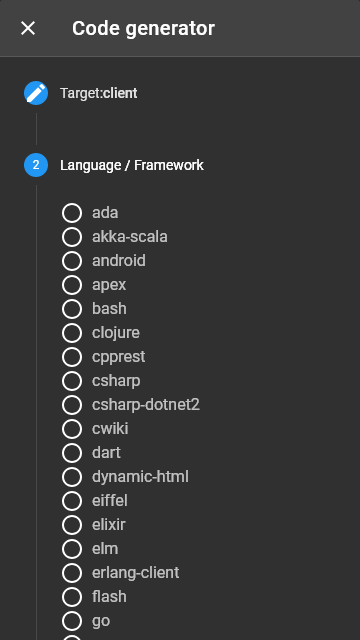 Code generator
Target:client
2 Language / Framework
ada
akka-scala
android
apex
bash
clojure
cpprest
csharp
csharp-dotnet2
cwiki
dart
dynamic-html
eiffel
elixir
elm
erlang-client
flash
go